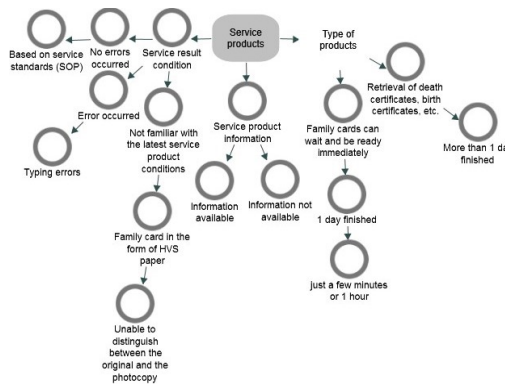 Service
products
Type of
products
Based on service
standards (SOP)
No errors
occurred
Service result
condition
Retrieval of death
certificates, birth
certificates, etc.
Error occurred
Not familiar with
the latest service
product
conditions
Service product
information
Family cards can
wait and be ready
immediately
More than 1 da
finished
Typing errors
Information
available
Information not
available
1 day finished
Family card in the
form of HVS
paper
just a few minutes
or 1 hour
Unable to
distinguish
between the
original and the
photocopy